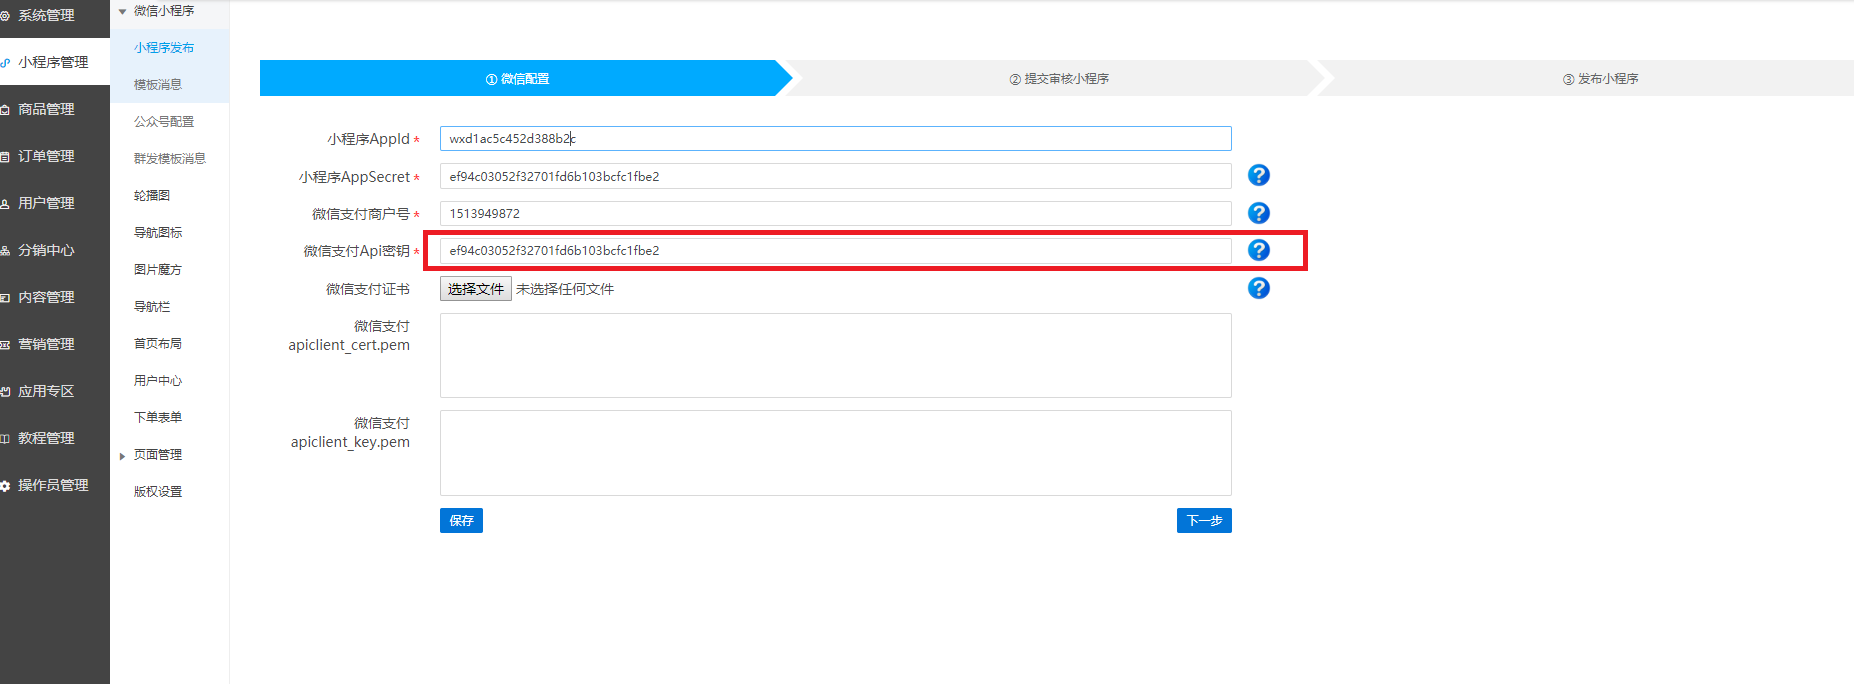 系统管理
小程序管理
商品管理
订单管理
用户管理
分销中心
内容管理
营销管理
应用专区
教程管理
操作员管理
微信小程序
小程序发布
模板消息
公众号配置
群发模板消息
轮播图
导航图标
图片魔方
导航栏
首页布局
用户中心
下单表单
页面管理
版权设置
① 微信配置
② 提交审核小程序
③ 发布小程序
小程序AppId * wxd1ac5c452d388b2c
小程序AppSecret * ef94c03052f32701fd6b103bcfc1fbe2 ?
微信支付商户号 * 1513949872 ?
微信支付Api密钥 * ef94c03052f32701fd6b103bcfc1fbe2 ?
微信支付证书 选择文件 未选择任何文件 ?
微信支付
apiclient_cert.pem
微信支付
apiclient_key.pem
保存
下一步